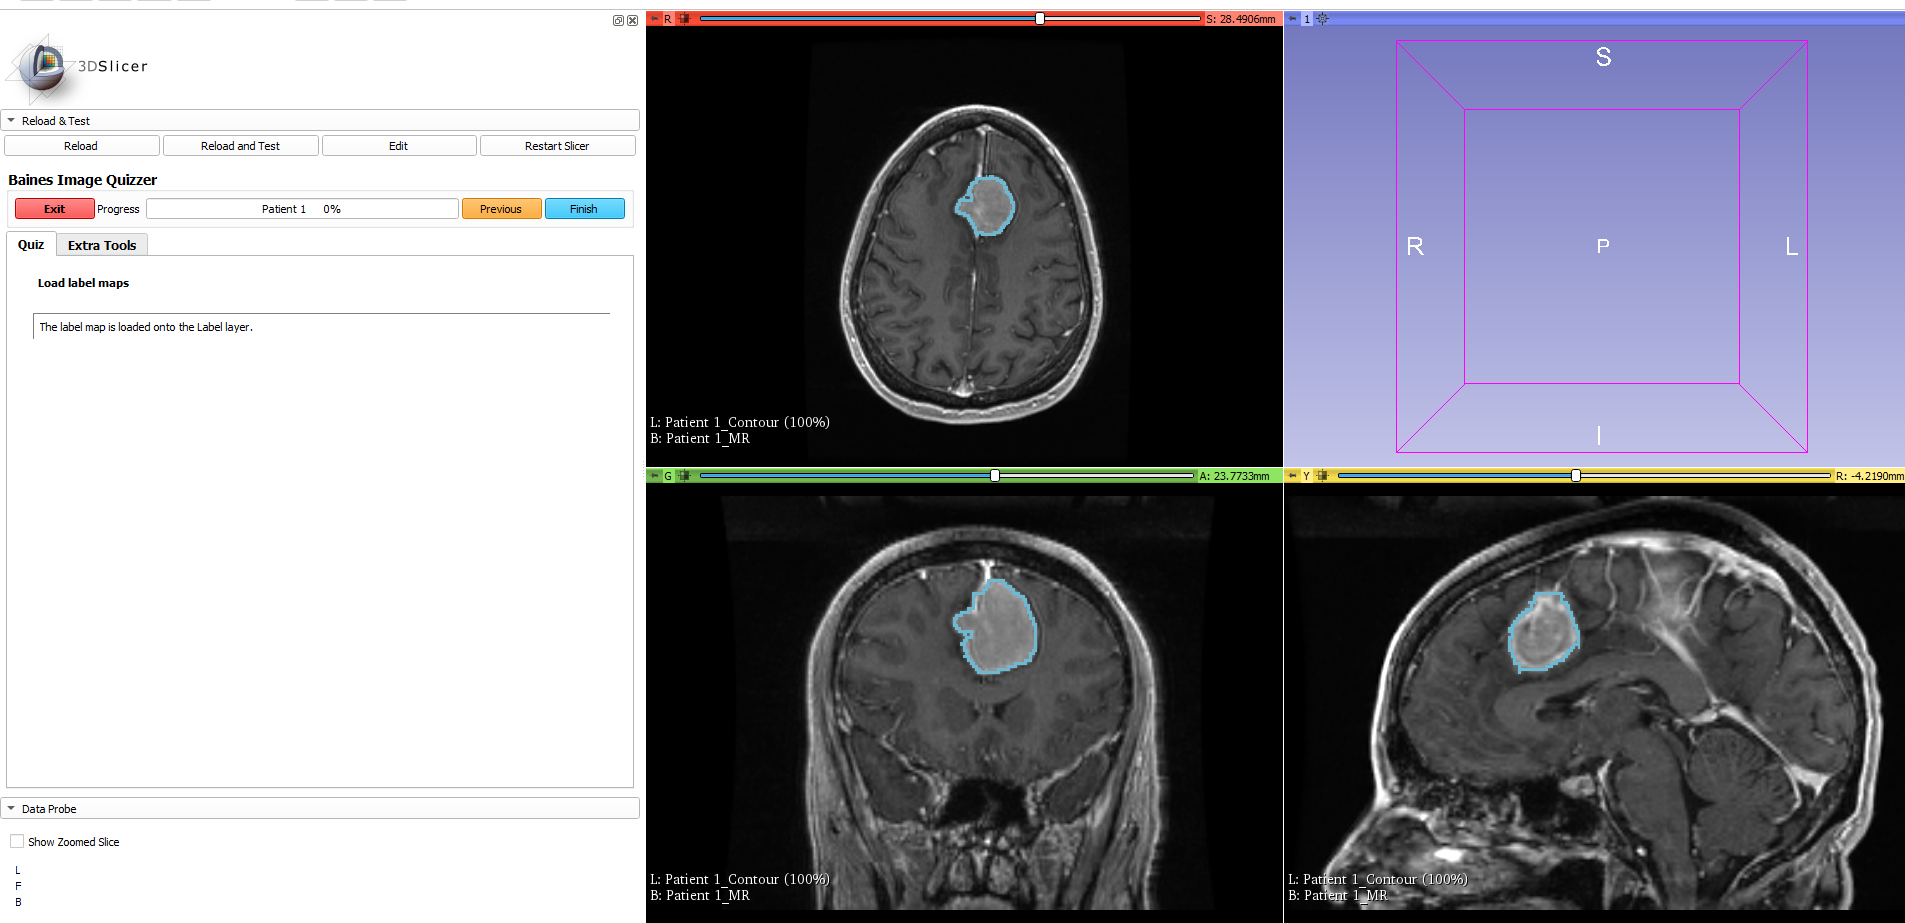 3DSlicer
Reload & Test
Reload
Reload and Test
Edit
Restart Slicer
Baines Image Quizzer
Exit
Progress
Patient 1 0%
Previous
Finish
Quiz
Extra Tools
Load label maps
The label map is loaded onto the Label layer.
Data Probe
Show Zoomed Slice
L
F
B
R
S: 28.4906mm
L: Patient 1_Contour (100%)
B: Patient 1_MR
1
S
R
P
L
I
G
A: 23.7733mm
L: Patient 1_Contour (100%)
B: Patient 1_MR
Y
R: -4.2190mm
L: Patient 1_Contour (100%)
B: Patient 1_MR